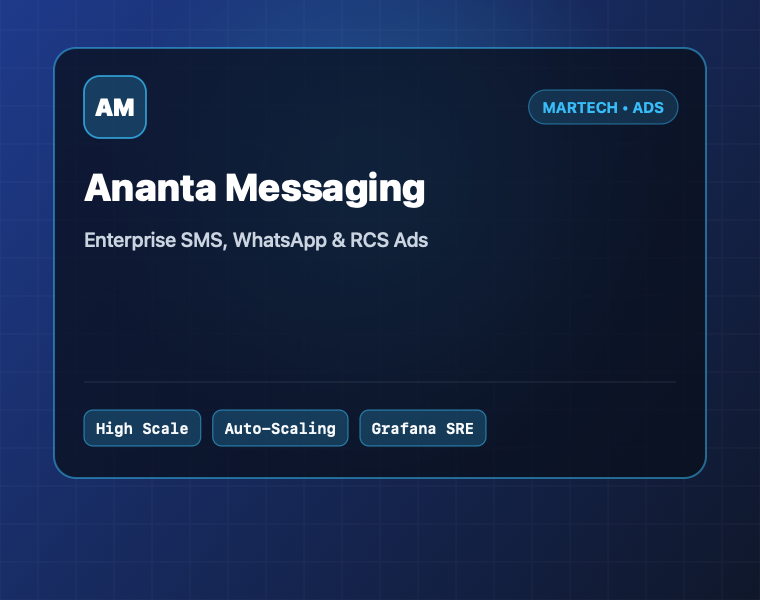 AM
MARTECH • ADS
Ananta Messaging
Enterprise SMS, WhatsApp & RCS Ads
High Scale
Auto-Scaling
Grafana SRE